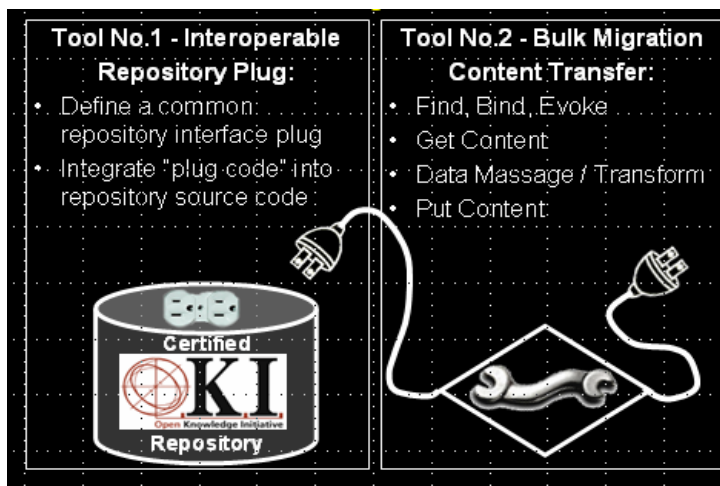 Tool No.1 - Interoperable
Repository Plug:
• Define a common
repository interface plug
• Integrate "plug code" into
repository source code
Certified
O.K.I.
Open Knowledge Initiative
Repository
Tool No.2 - Bulk Migration
Content Transfer:
• Find, Bind, Evoke
• Get Content
• Data Massage / Transform
• Put Content